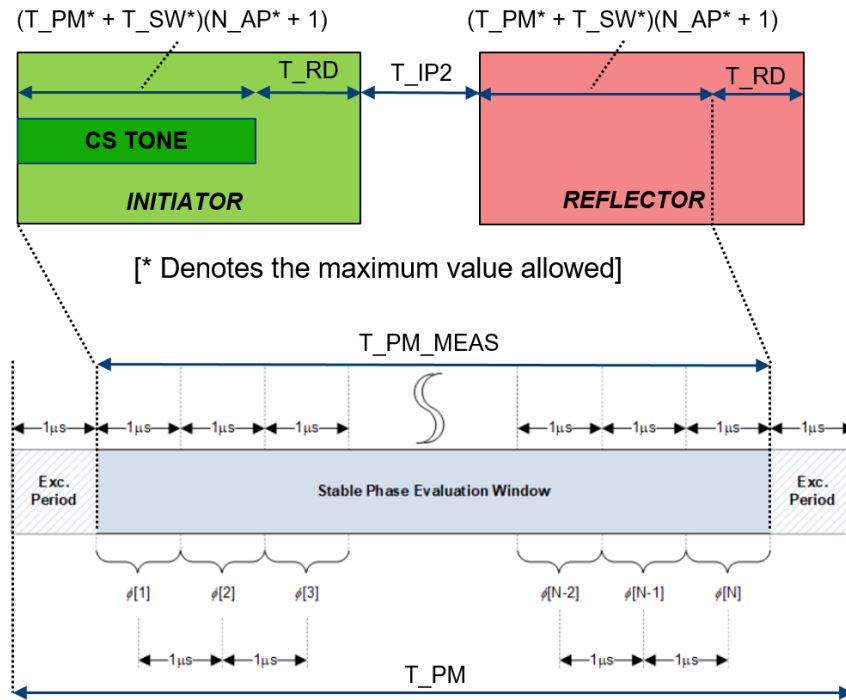 (T_PM* + T_SW*)(N_AP* + 1) (T_PM* + T_SW*)(N_AP* + 1)
T_RD T_IP2 T_RD
CS TONE
INITIATOR REFLECTOR
[* Denotes the maximum value allowed]
T_PM_MEAS
1μs 1μs 1μs 1μs 1μs 1μs 1μs 1μs
Exc. Period Stable Phase Evaluation Window Exc. Period
ϕ[1] ϕ[2] ϕ[3] ϕ[N-2] ϕ[N-1] ϕ[N]
1μs 1μs 1μs 1μs
T_PM